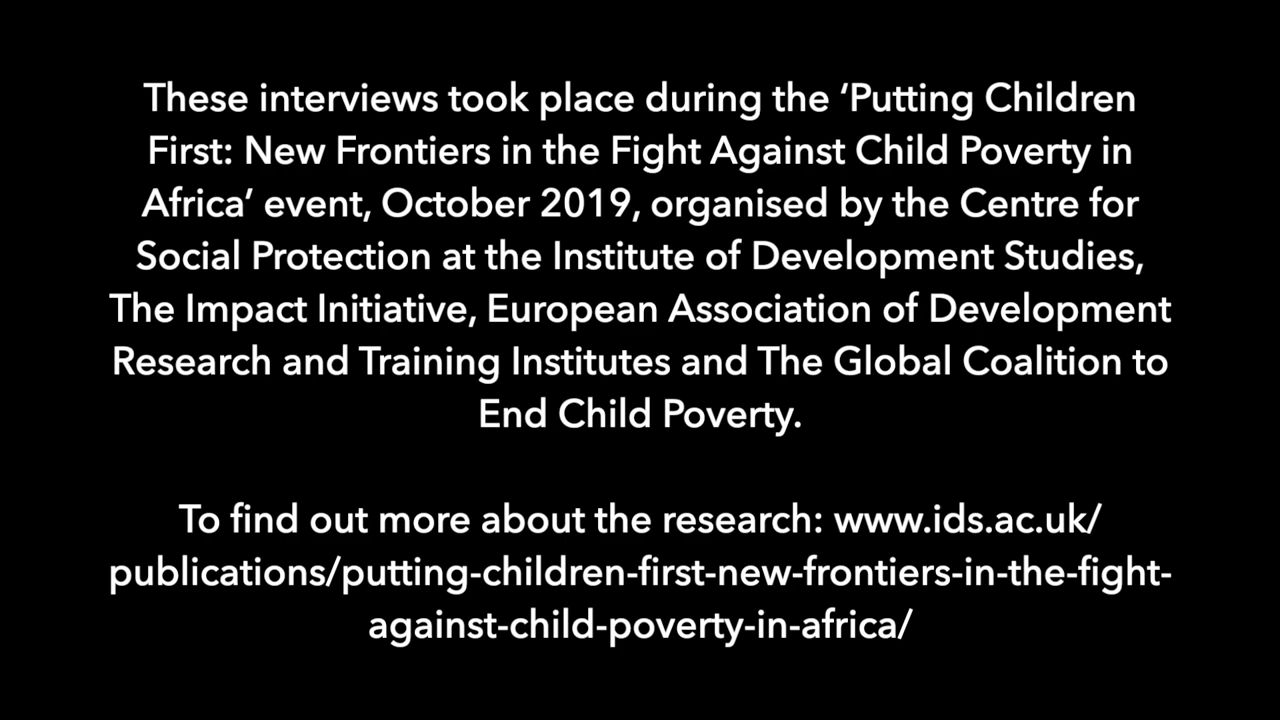 These interviews took place during the ‘Putting Children
First: New Frontiers in the Fight Against Child Poverty in
Africa’ event, October 2019, organised by the Centre for
Social Protection at the Institute of Development Studies,
The Impact Initiative, European Association of Development
Research and Training Institutes and The Global Coalition to
End Child Poverty.
To find out more about the research: www.ids.ac.uk/
publications/putting-children-first-new-frontiers-in-the-fight-
against-child-poverty-in-africa/